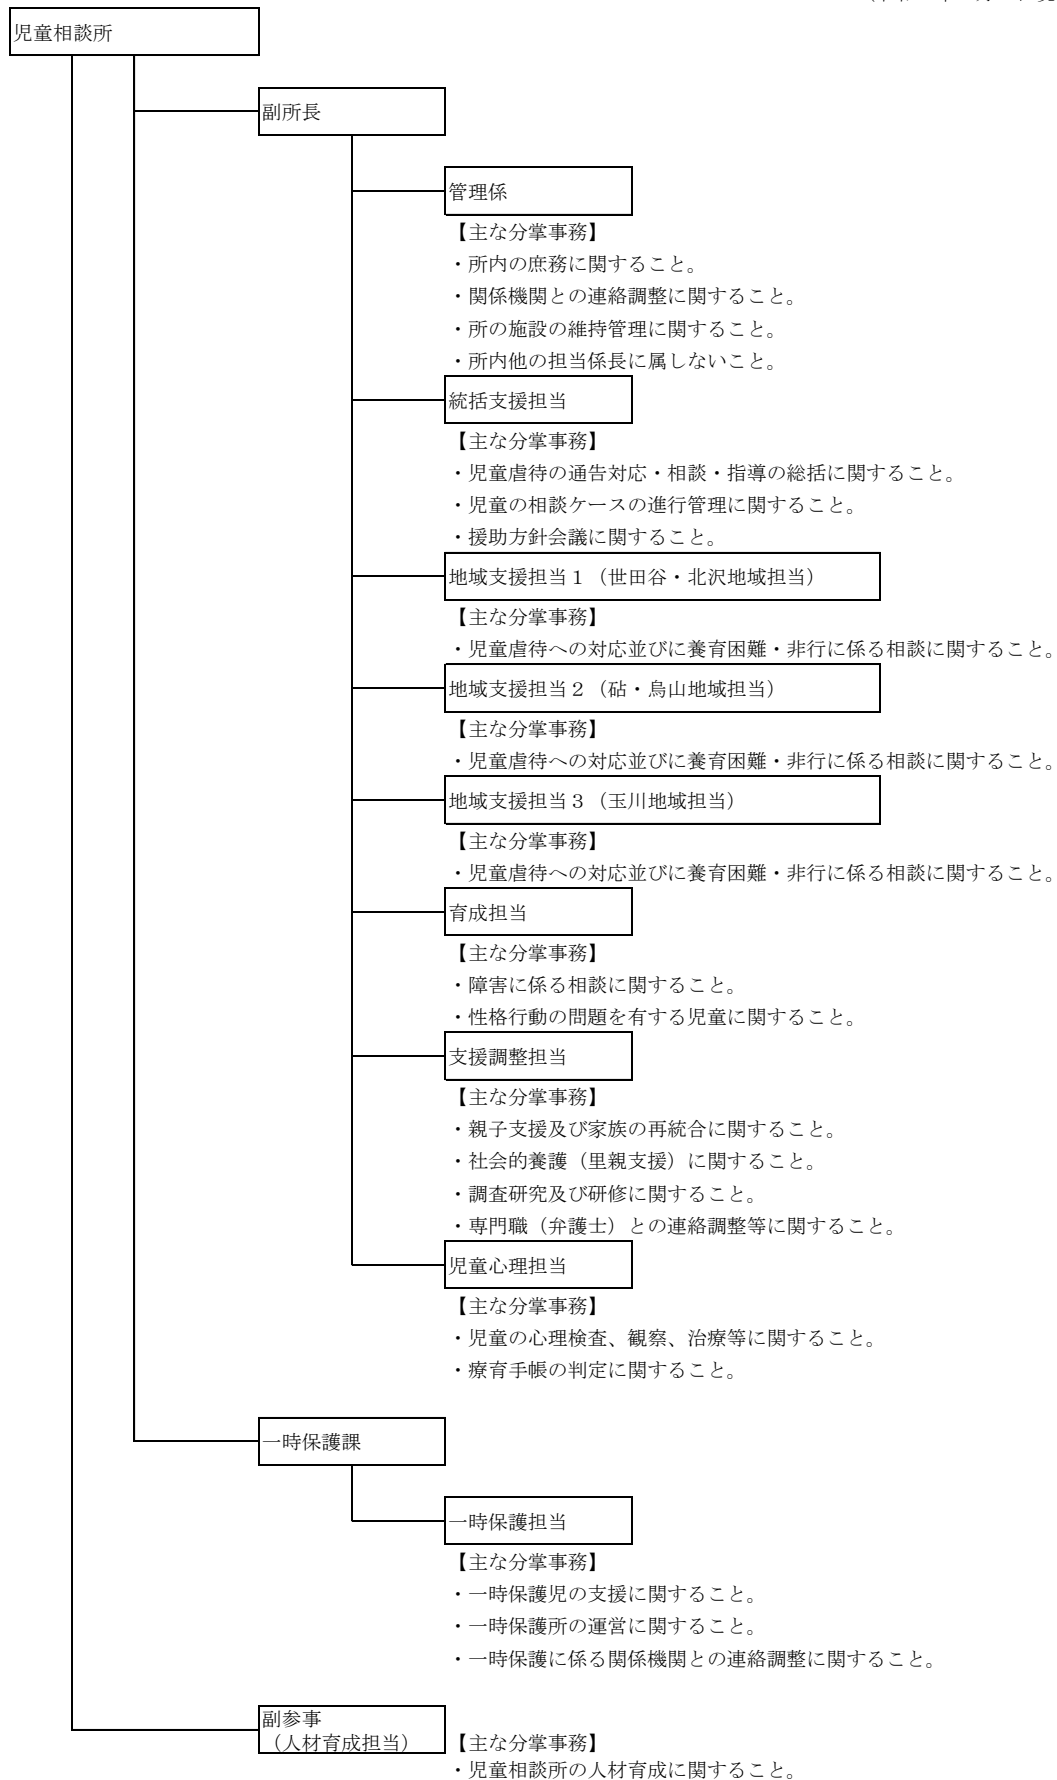 児童相談所
副所長
管理係
【主な分掌事務】
・所内の庶務に関すること。
・関係機関との連絡調整に関すること。
・所の施設の維持管理に関すること。
・所内他の担当係長に属しないこと。
統括支援担当
【主な分掌事務】
・児童虐待の通告対応・相談・指導の総括に関すること。
・児童の相談ケースの進行管理に関すること。
・援助方針会議に関すること。
地域支援担当１（世田谷・北沢地域担当）
【主な分掌事務】
・児童虐待への対応並びに養育困難・非行に係る相談に関すること。
地域支援担当２（砧・烏山地域担当）
【主な分掌事務】
・児童虐待への対応並びに養育困難・非行に係る相談に関すること。
地域支援担当３（玉川地域担当）
【主な分掌事務】
・児童虐待への対応並びに養育困難・非行に係る相談に関すること。
育成担当
【主な分掌事務】
・障害に係る相談に関すること。
・性格行動の問題を有する児童に関すること。
支援調整担当
【主な分掌事務】
・親子支援及び家族の再統合に関すること。
・社会的養護（里親支援）に関すること。
・調査研究及び研修に関すること。
・専門職（弁護士）との連絡調整等に関すること。
児童心理担当
【主な分掌事務】
・児童の心理検査、観察、治療等に関すること。
・療育手帳の判定に関すること。
一時保護課
一時保護担当
【主な分掌事務】
・一時保護児の支援に関すること。
・一時保護所の運営に関すること。
・一時保護に係る関係機関との連絡調整に関すること。
副参事
（人材育成担当）
【主な分掌事務】
・児童相談所の人材育成に関すること。